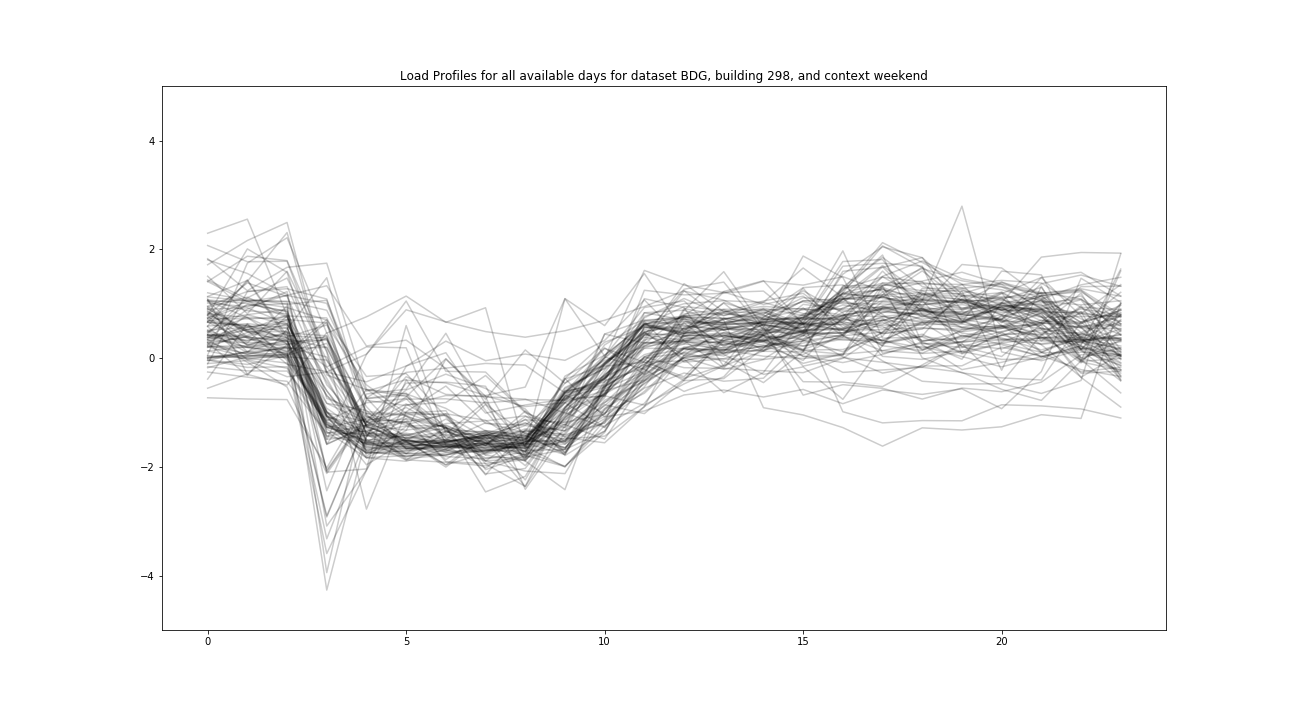 Load Profiles for all available days for dataset BDG, building 298, and context weekend
4
2
0
−2
−4
0 5 10 15 20